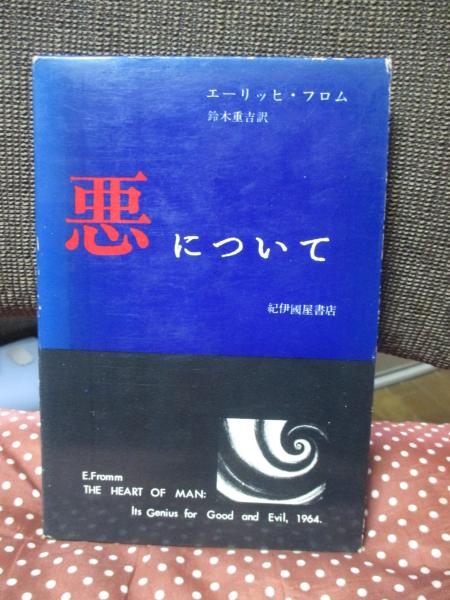 エーリッヒ・フロム
鈴木重吉訳
悪について
紀伊國屋書店
E.Fromm
THE HEART OF MAN:
Its Genius for Good and Evil, 1964.